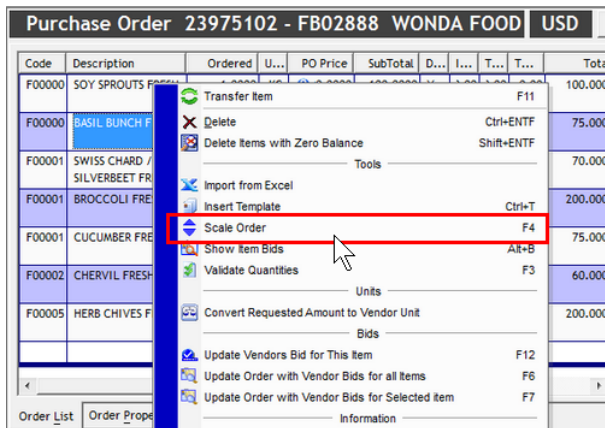 Purchase Order 23975102 - FB02888 WONDA FOOD USD
Code Description Ordered U... PO Price SubTotal D... I... T... T... Tota
F00000 SOY SPROUTS FRESH 100.000
Transfer Item F11
F00000 BASIL BUNCH F 75.000
Delete Ctrl+ENTF
Delete Items with Zero Balance Shift+ENTF
F00001 SWISS CHARD / 70.000
SILVERBEET FRE
Tools
Import from Excel
F00001 BROCCOLI FRES 200.000
Insert Template Ctrl+T
Scale Order F4
F00001 CUCUMBER FRE 75.000
Show Item Bids Alt+B
Validate Quantities F3
F00002 CHERVIL FRESH 60.000
Units
F00005 HERB CHIVES F 200.000
Convert Requested Amount to Vendor Unit
Bids
Update Vendors Bid for This Item F12
Update Order with Vendor Bids for all Items F6
Update Order with Vendor Bids for Selected item F7
Order List Order Prope
Information